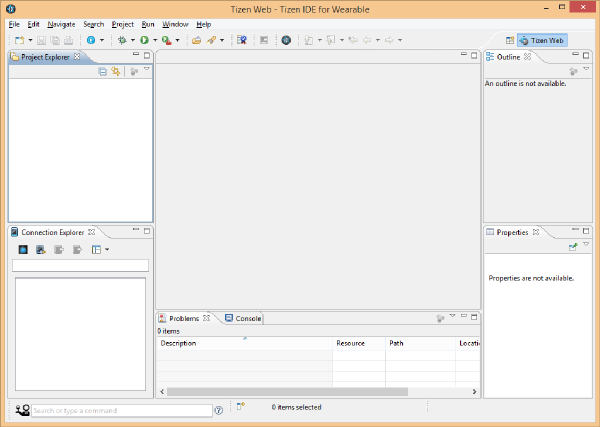 Tizen Web - Tizen IDE for Wearable
File Edit Navigate Search Project Run Window Help
Tizen Web
Project Explorer
Outline
An outline is not available.
Connection Explorer
Properties
Properties are not available.
Problems Console
0 items
Description Resource Path Locatio
Search or type a command
0 items selected